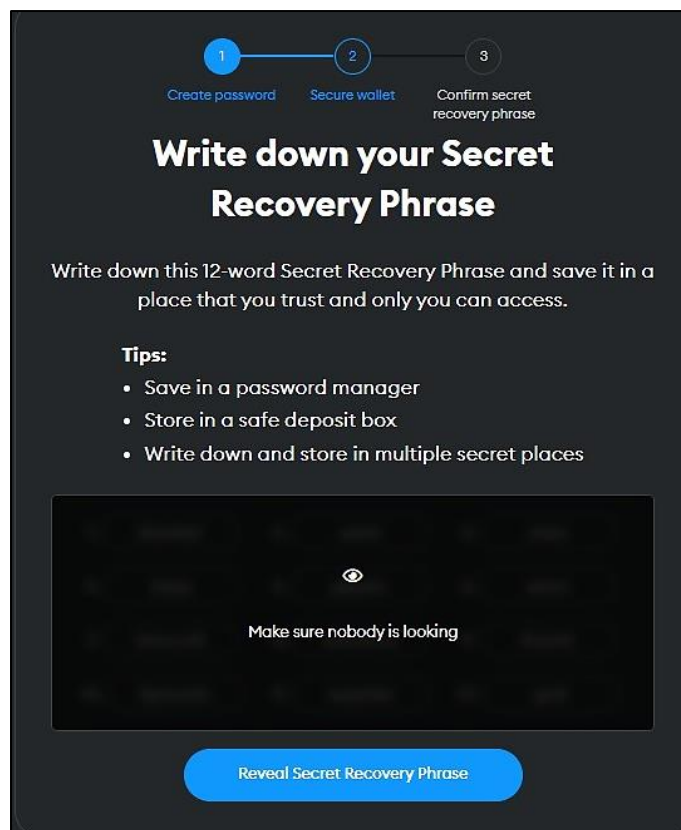 1
2
3
Create password
Secure wallet
Confirm secret
recovery phrase
Write down your Secret
Recovery Phrase
Write down this 12-word Secret Recovery Phrase and save it in a
place that you trust and only you can access.
Tips:
• Save in a password manager
• Store in a safe deposit box
• Write down and store in multiple secret places
Make sure nobody is looking
Reveal Secret Recovery Phrase